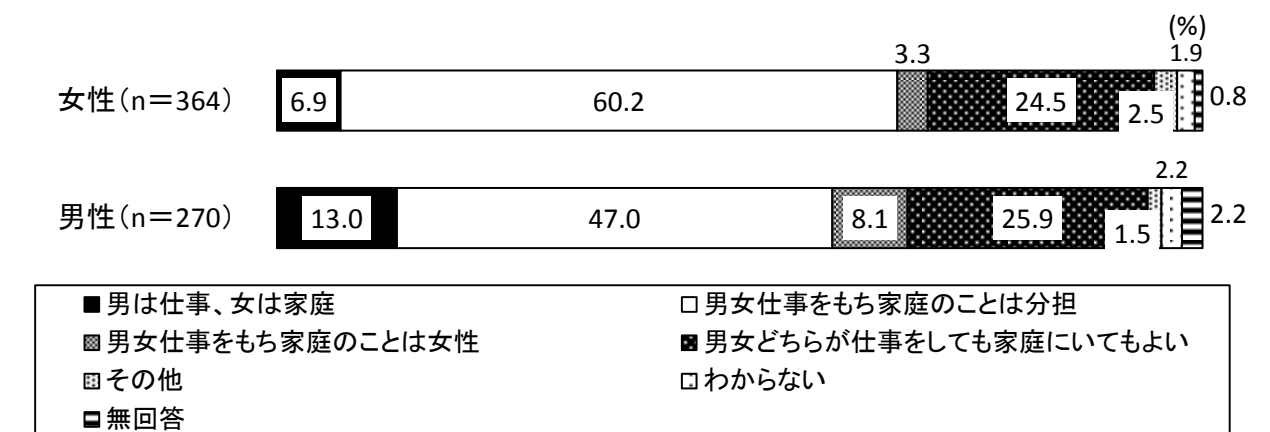 (%)
3.3 1.9
女性(n=364) 6.9 60.2 24.5 2.5 0.8
2.2
男性(n=270) 13.0 47.0 8.1 25.9 1.5 2.2
男は仕事、女は家庭 男女仕事をもち家庭のことは分担
男女仕事をもち家庭のことは女性 男女どちらが仕事をしても家庭にいてもよい
その他 わからない
無回答